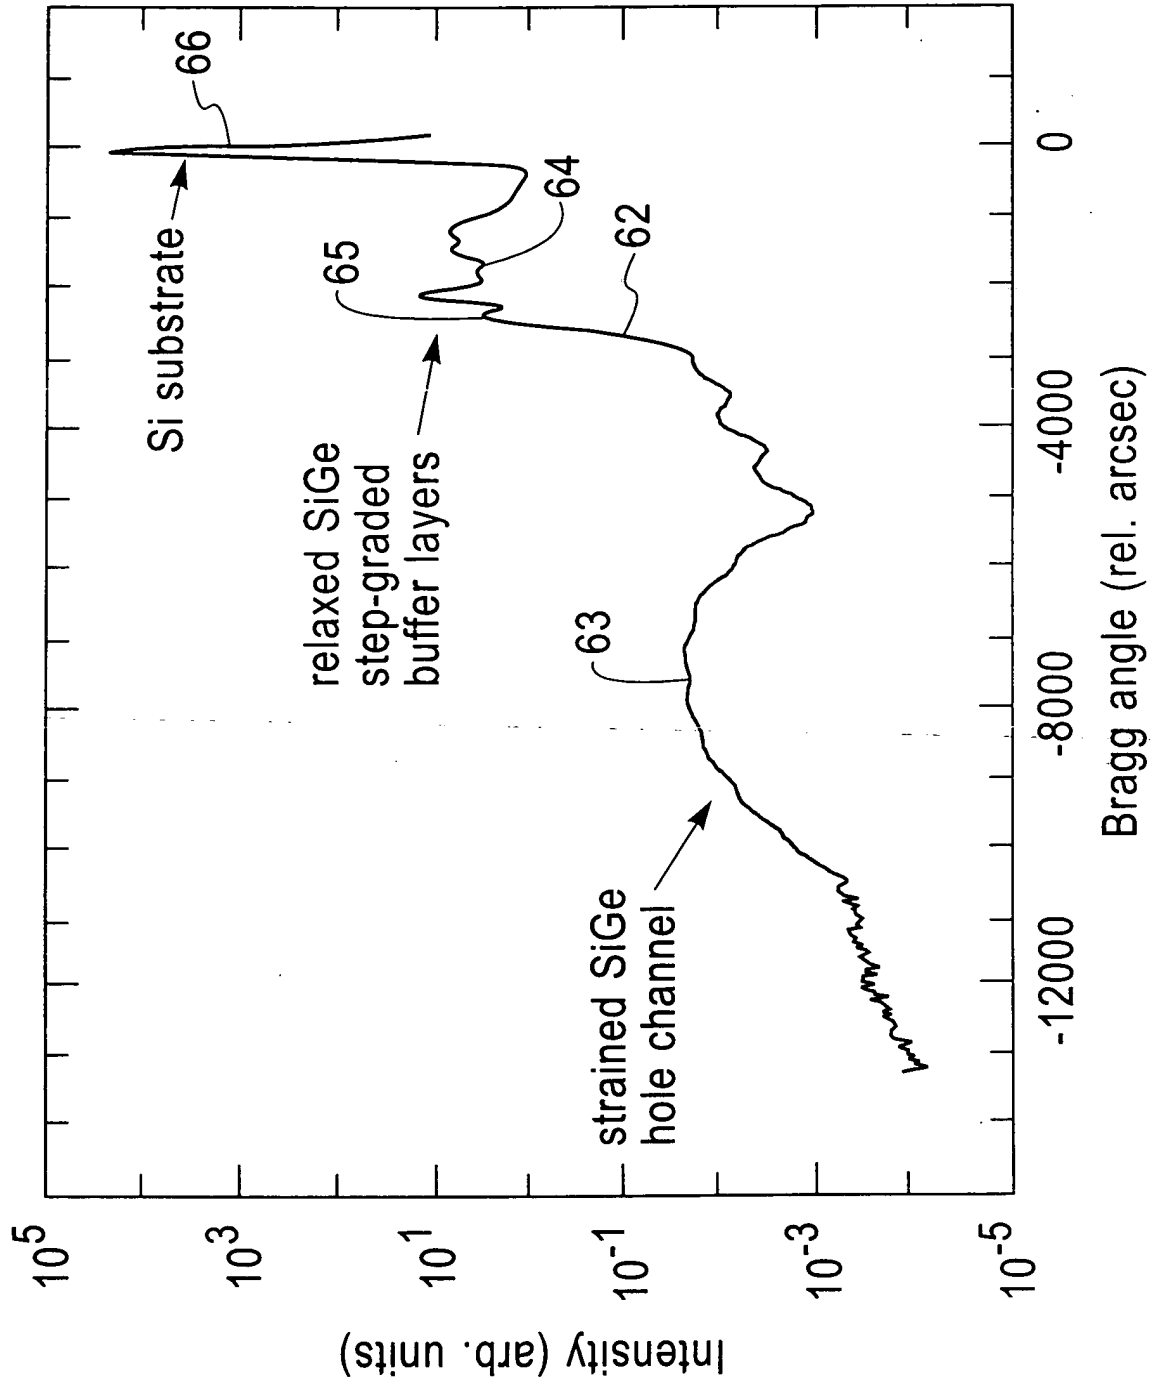 10^5
10^3
10^1
10^-1
10^-3
10^-5
Intensity (arb. units)
Si substrate
66
65
64
62
relaxed SiGe
step-graded
buffer layers
63
strained SiGe
hole channel
-12000
-8000
-4000
0
Bragg angle (rel. arcsec)